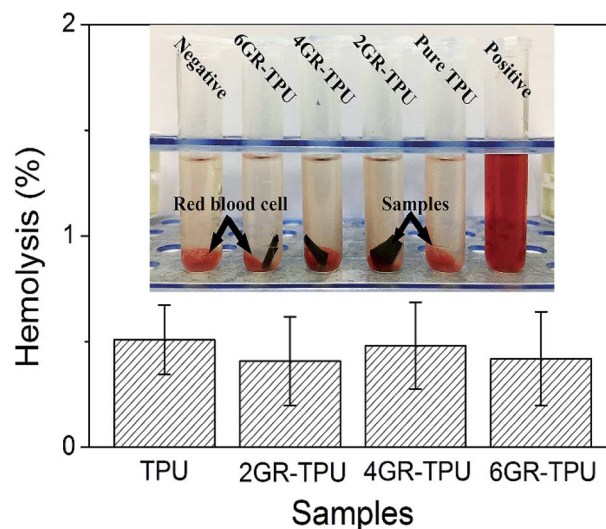 2
Negative
6GR-TPU
4GR-TPU
2GR-TPU
Pure TPU
Positive
Red blood cell
Samples
Hemolysis (%)
1
0
TPU
2GR-TPU
4GR-TPU
6GR-TPU
Samples